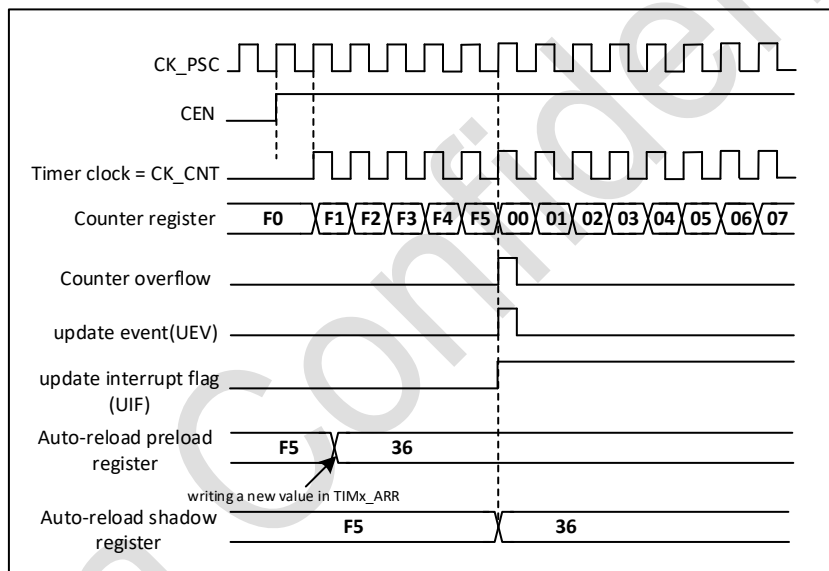 CK_PSC
CEN
Timer clock = CK_CNT
Counter register F0 F1 F2 F3 F4 F5 00 01 02 03 04 05 06 07
Counter overflow
update event(UEV)
update interrupt flag
(UIF)
Auto-reload preload
register
F5 36
writing a new value in TIMx_ARR
Auto-reload shadow
register
F5 36
Confiden